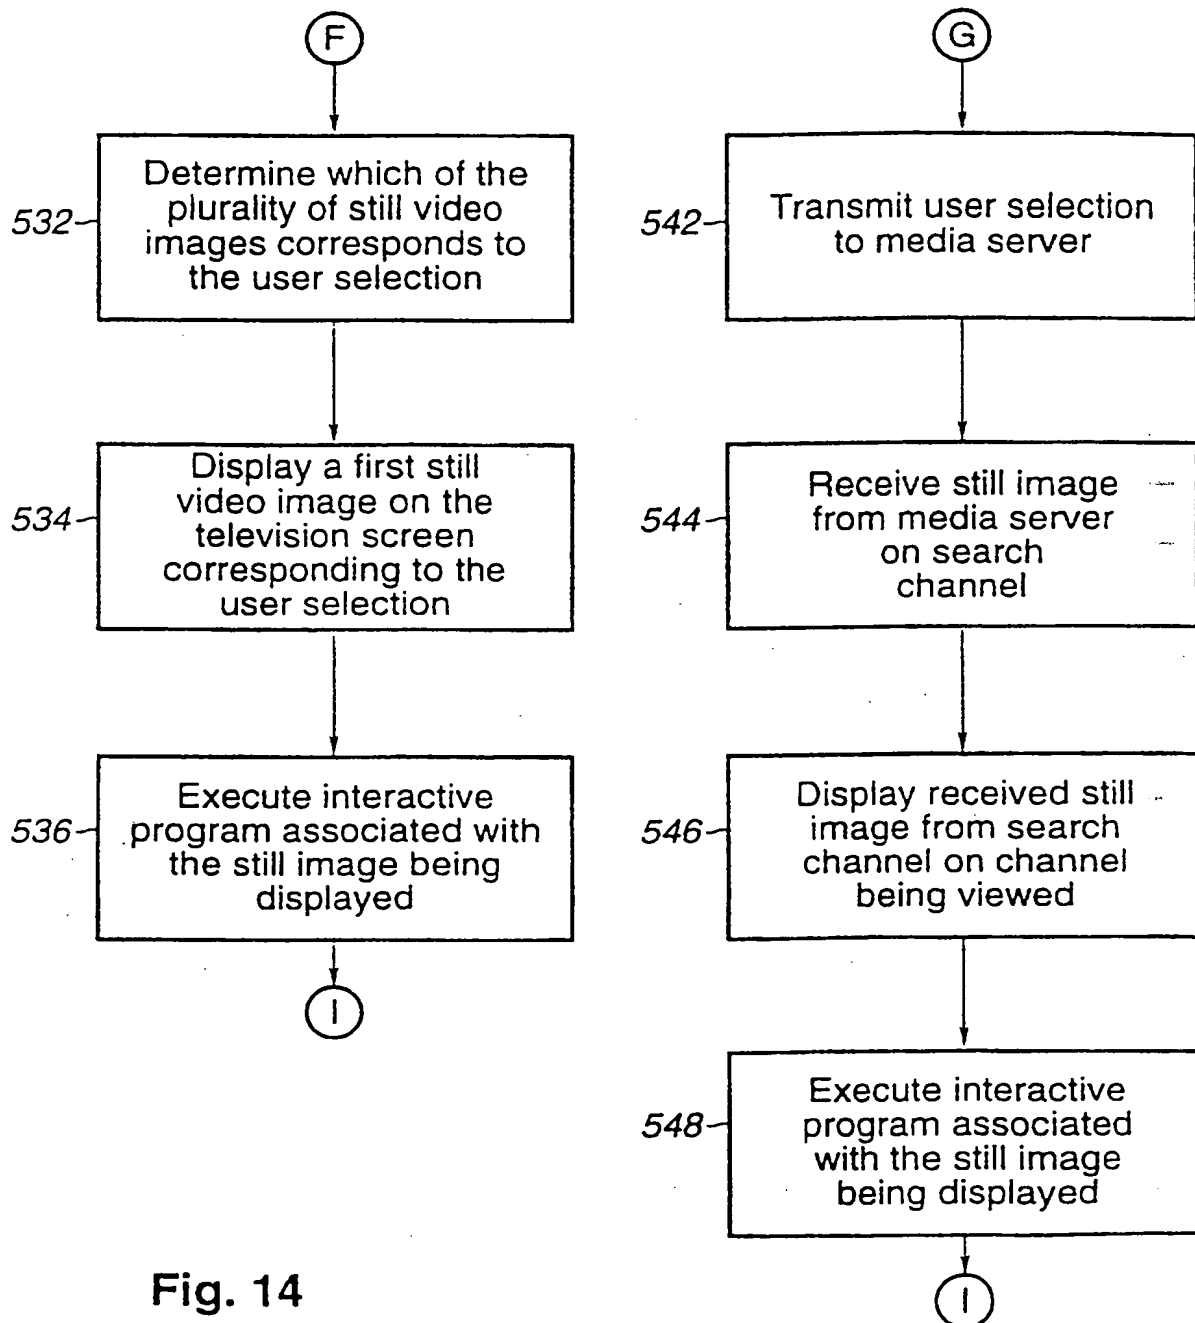 F
532
Determine which of the
plurality of still video
images corresponds to
the user selection
534
Display a first still
video image on the
television screen
corresponding to the
user selection
536
Execute interactive
program associated with
the still image being
displayed
I
G
542
Transmit user selection
to media server
544
Receive still image
from media server
on search
channel
546
Display received still
image from search
channel on channel
being viewed
548
Execute interactive
program associated
with the still image
being displayed
I
Fig. 14